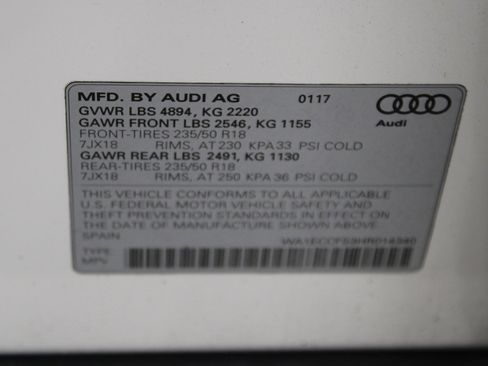 MFD. BY AUDI AG 0117
GVWR LBS 4894, KG 2220
GAWR FRONT LBS 2546, KG 1155
FRONT-TIRES 235/50 R18
7JX18 RIMS, AT 230 KPA 33 PSI COLD
GAWR REAR LBS 2491, KG 1130
REAR-TIRES 235/50 R18
7JX18 RIMS, AT 250 KPA 36 PSI COLD
Audi
THIS VEHICLE CONFORMS TO ALL APPLICABLE
U.S. FEDERAL MOTOR VEHICLE SAFETY AND
THEFT PREVENTION STANDARDS IN EFFECT ON
THE DATE OF MANUFACTURE SHOWN ABOVE
SPAIN
TYPE:
MPV